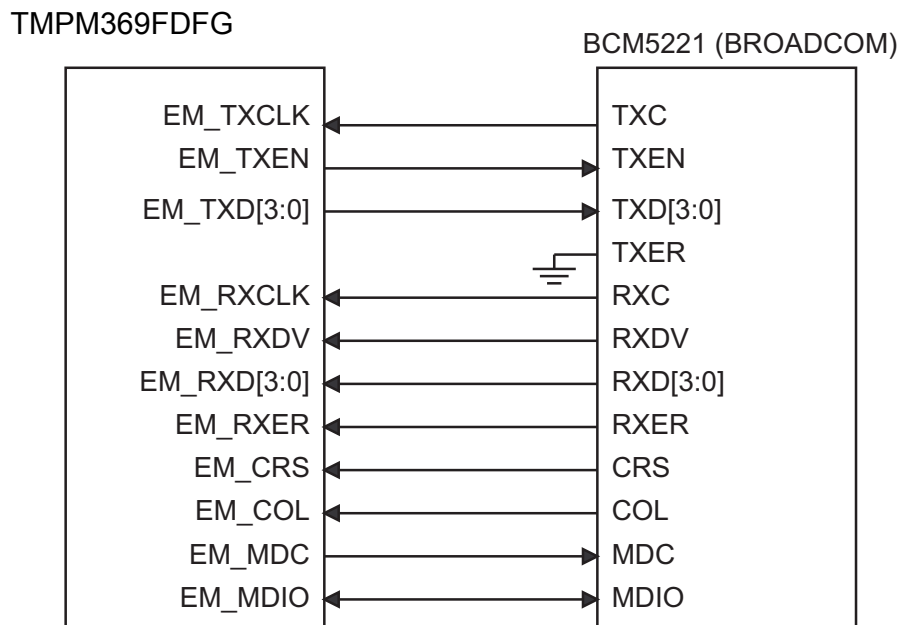 TMPM369FDFG
BCM5221 (BROADCOM)
EM_TXCLK TXC
EM_TXEN TXEN
EM_TXD[3:0] TXD[3:0]
TXER
EM_RXCLK RXC
EM_RXDV RXDV
EM_RXD[3:0] RXD[3:0]
EM_RXER RXER
EM_CRS CRS
EM_COL COL
EM_MDC MDC
EM_MDIO MDIO